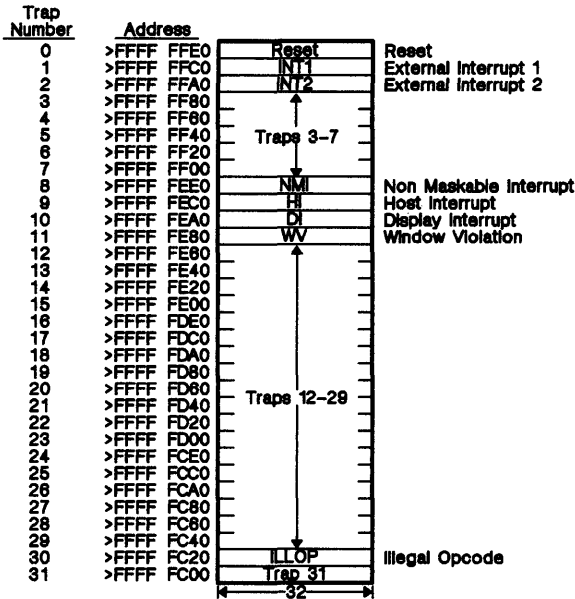 Trap
Number Address
0 >FFFF FFE0 Reset Reset
1 >FFFF FFC0 INT1 External Interrupt 1
2 >FFFF FFA0 INT2 External Interrupt 2
3 >FFFF FF80
4 >FFFF FF60
5 >FFFF FF40 Traps 3-7
6 >FFFF FF20
7 >FFFF FF00
8 >FFFF FEE0 NMI Non Maskable Interrupt
9 >FFFF FEC0 HI Host Interrupt
10 >FFFF FEA0 DI Display Interrupt
11 >FFFF FE80 WV Window Violation
12 >FFFF FE60
13 >FFFF FE40
14 >FFFF FE20
15 >FFFF FE00
16 >FFFF FDE0
17 >FFFF FDC0
18 >FFFF FDA0
19 >FFFF FD80
20 >FFFF FD60 Traps 12-29
21 >FFFF FD40
22 >FFFF FD20
23 >FFFF FD00
24 >FFFF FCE0
25 >FFFF FCC0
26 >FFFF FCA0
27 >FFFF FC80
28 >FFFF FC60
29 >FFFF FC40
30 >FFFF FC20 ILLOP Illegal Opcode
31 >FFFF FC00 Trap 31
32